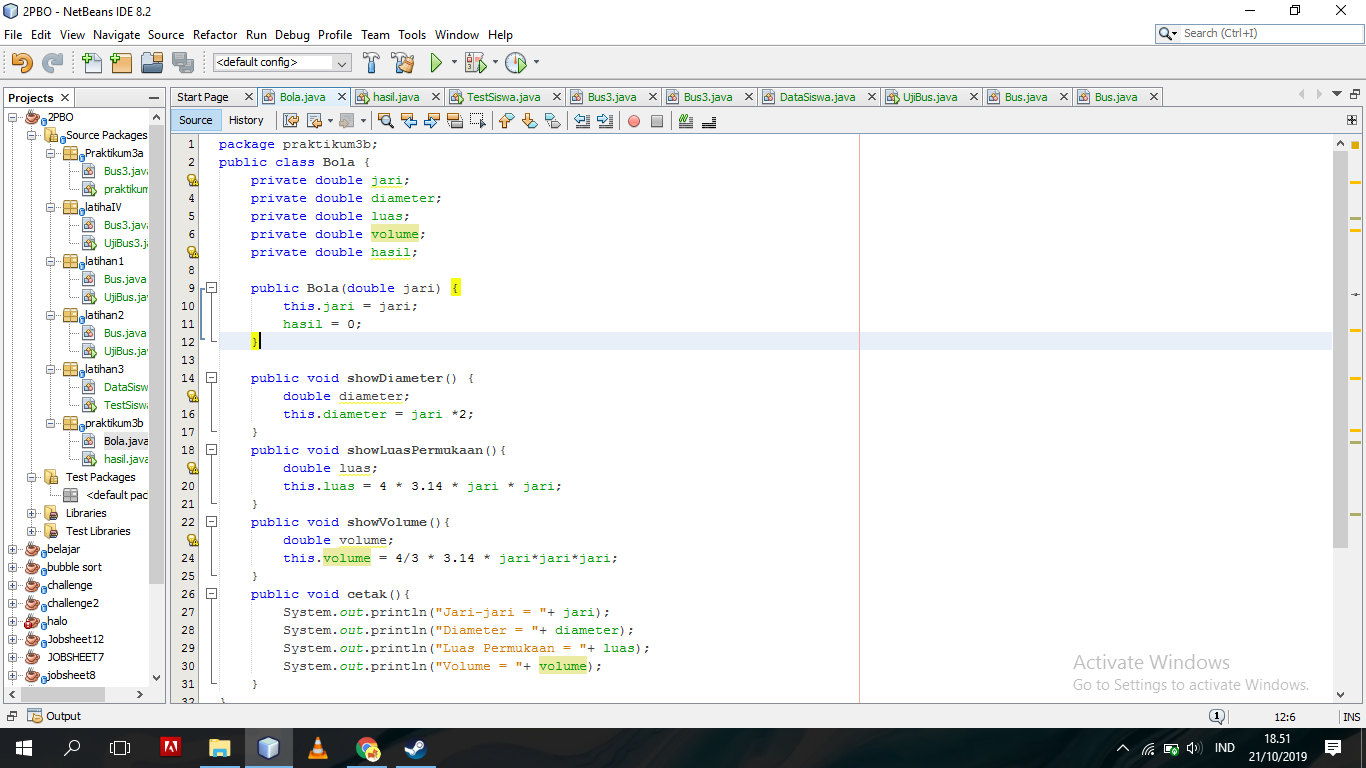 2PBO - NetBeans IDE 8.2
File Edit View Navigate Source Refactor Run Debug Profile Team Tools Window Help
Search (Ctrl+I)
<default config>
Projects
Start Page Bola.java hasil.java TestSiswa.java Bus3.java Bus3.java DataSiswa.java UjiBus.java Bus.java Bus.java
2PBO
Source Packages
Praktikum3a
Bus3.java
praktikum
latihaIV
Bus3.java
UjiBus3.j
latihan1
Bus.java
UjiBus.ja
latihan2
Bus.java
UjiBus.ja
latihan3
DataSisw
TestSiswa
praktikum3b
Bola.java
hasil.java
Test Packages
<default pac
Libraries
Test Libraries
belajar
bubble sort
challenge
challenge2
halo
Jobsheet12
JOBSHEET7
jobsheet8
Source History
1 package praktikum3b;
2 public class Bola {
private double jari;
4 private double diameter;
5 private double luas;
6 private double volume;
private double hasil;
8
9 public Bola(double jari) {
10 this.jari = jari;
11 hasil = 0;
12 }
13
14 public void showDiameter() {
double diameter;
16 this.diameter = jari *2;
17 }
18 public void showLuasPermukaan(){
double luas;
20 this.luas = 4 * 3.14 * jari * jari;
21 }
22 public void showVolume(){
double volume;
24 this.volume = 4/3 * 3.14 * jari*jari*jari;
25 }
26 public void cetak(){
27 System.out.println("Jari-jari = "+ jari);
28 System.out.println("Diameter = "+ diameter);
29 System.out.println("Luas Permukaan = "+ luas);
30 System.out.println("Volume = "+ volume);
31 }
32 }
Activate Windows
Go to Settings to activate Windows.
Output
1
12:6
INS
IND
18.51
21/10/2019